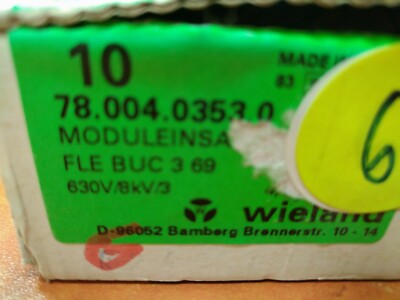 10
MADE
83
78.004.0353.0
MODULEINSA
FLE BUC 3 69
630V/8kV/3
wieland
D-96052 Bamberg Brennerstr. 10 - 14
6
G